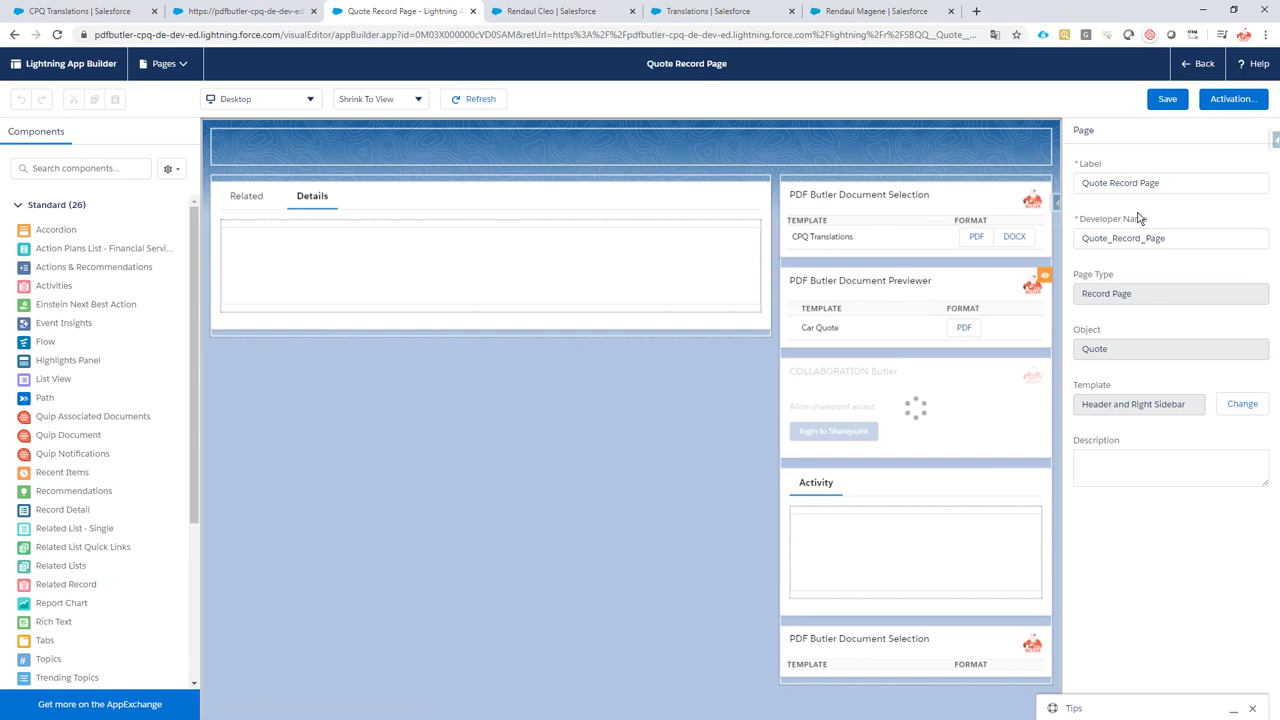 CPQ Translations | Salesforce
https://pdfbutler-cpq-de-dev-ed
Quote Record Page - Lightning A
Rendaul Cleo | Salesforce
Translations | Salesforce
Rendaul Magene | Salesforce
pdfbutler-cpq-de-dev-ed.lightning.force.com/visualEditor/appBuilder.app?id=0M03X000000cVD0SAM&retUrl=https%3A%2F%2Fpdfbutler-cpq-de-dev-ed.lightning.force.com%2Flightning%2Fr%2FSBQQ__Quote__...
Lightning App Builder
Pages
Quote Record Page
Back
Help
Desktop
Shrink To View
Refresh
Save
Activation...
Components
Search components...
Standard (26)
Accordion
Action Plans List - Financial Servi...
Actions & Recommendations
Activities
Einstein Next Best Action
Event Insights
Flow
Highlights Panel
List View
Path
Quip Associated Documents
Quip Document
Quip Notifications
Recent Items
Recommendations
Record Detail
Related List - Single
Related List Quick Links
Related Lists
Related Record
Report Chart
Rich Text
Tabs
Topics
Trending Topics
Get more on the AppExchange
Related
Details
PDF Butler Document Selection
TEMPLATE FORMAT
CPQ Translations PDF DOCX
PDF Butler Document Previewer
TEMPLATE FORMAT
Car Quote PDF
COLLABORATION Butler
Allow sharepoint access
login to Sharepoint
Activity
PDF Butler Document Selection
TEMPLATE FORMAT
Page
* Label
Quote Record Page
* Developer Name
Quote_Record_Page
Page Type
Record Page
Object
Quote
Template
Header and Right Sidebar
Change
Description
Tips